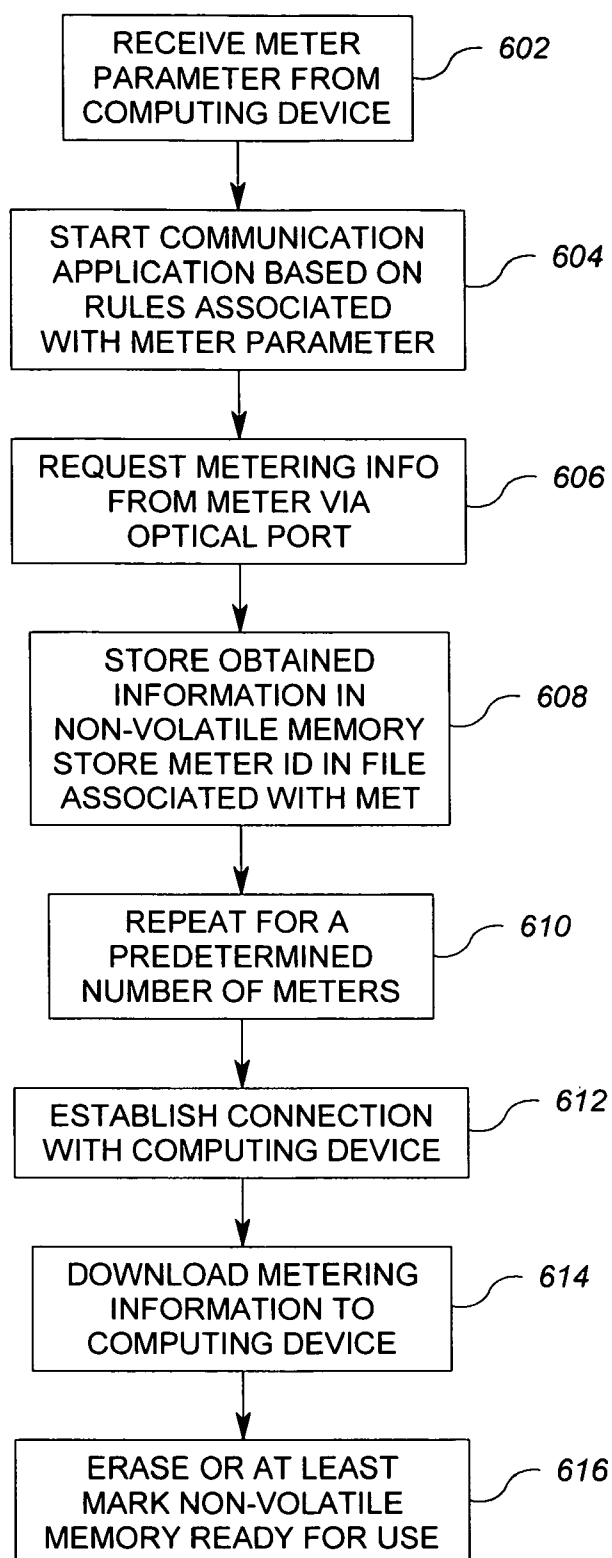 RECEIVE METER
PARAMETER FROM
COMPUTING DEVICE
602
START COMMUNICATION
APPLICATION BASED ON
RULES ASSOCIATED
WITH METER PARAMETER
604
REQUEST METERING INFO
FROM METER VIA
OPTICAL PORT
606
STORE OBTAINED
INFORMATION IN
NON-VOLATILE MEMORY
STORE METER ID IN FILE
ASSOCIATED WITH MET
608
REPEAT FOR A
PREDETERMINED
NUMBER OF METERS
610
ESTABLISH CONNECTION
WITH COMPUTING DEVICE
612
DOWNLOAD METERING
INFORMATION TO
COMPUTING DEVICE
614
ERASE OR AT LEAST
MARK NON-VOLATILE
MEMORY READY FOR USE
616